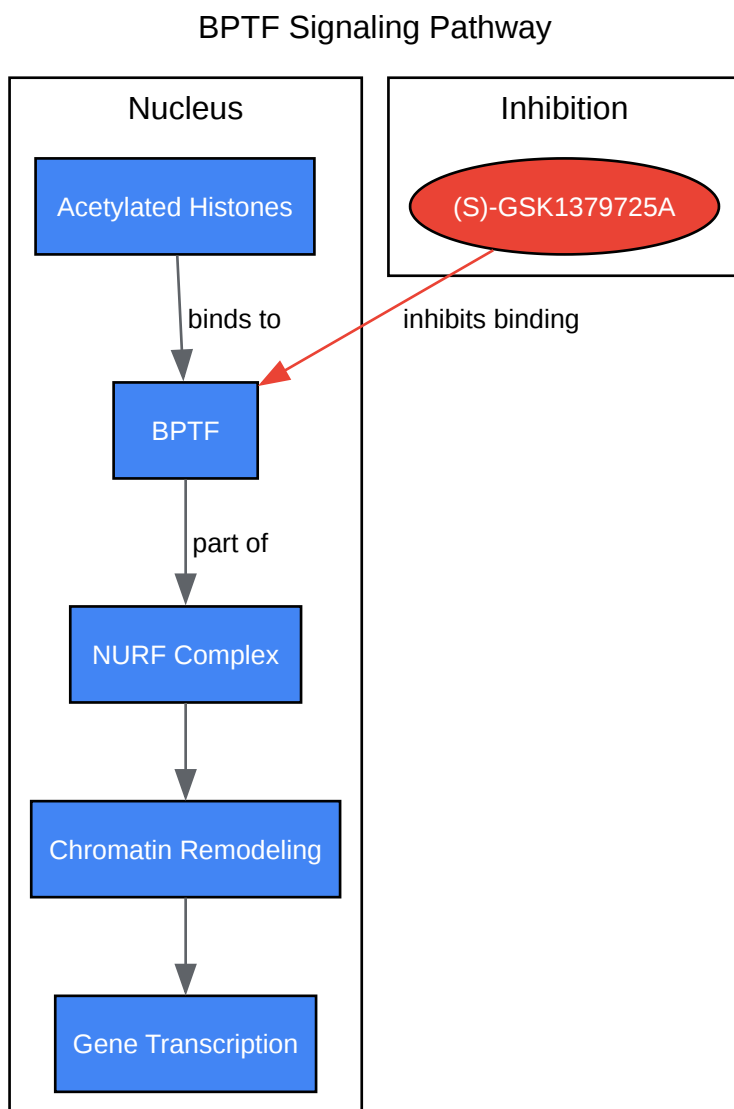 BPTF Signaling Pathway
Nucleus
Inhibition
Acetylated Histones
(S)-GSK1379725A
binds to
inhibits binding
BPTF
part of
NURF Complex
Chromatin Remodeling
Gene Transcription